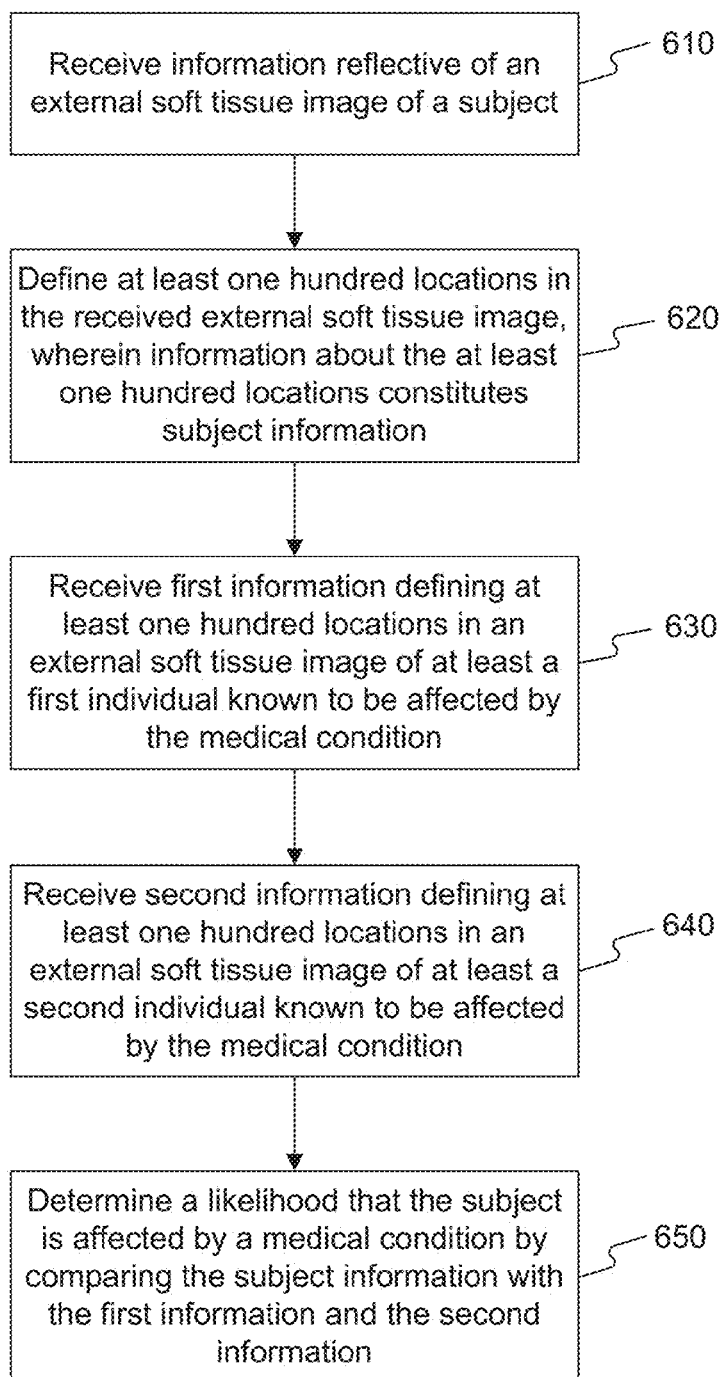 Receive information reflective of an
external soft tissue image of a subject
610
Define at least one hundred locations in
the received external soft tissue image,
wherein information about the at least
one hundred locations constitutes
subject information
620
Receive first information defining at
least one hundred locations in an
external soft tissue image of at least a
first individual known to be affected by
the medical condition
630
Receive second information defining at
least one hundred locations in an
external soft tissue image of at least a
second individual known to be affected
by the medical condition
640
Determine a likelihood that the subject
is affected by a medical condition by
comparing the subject information with
the first information and the second
information
650